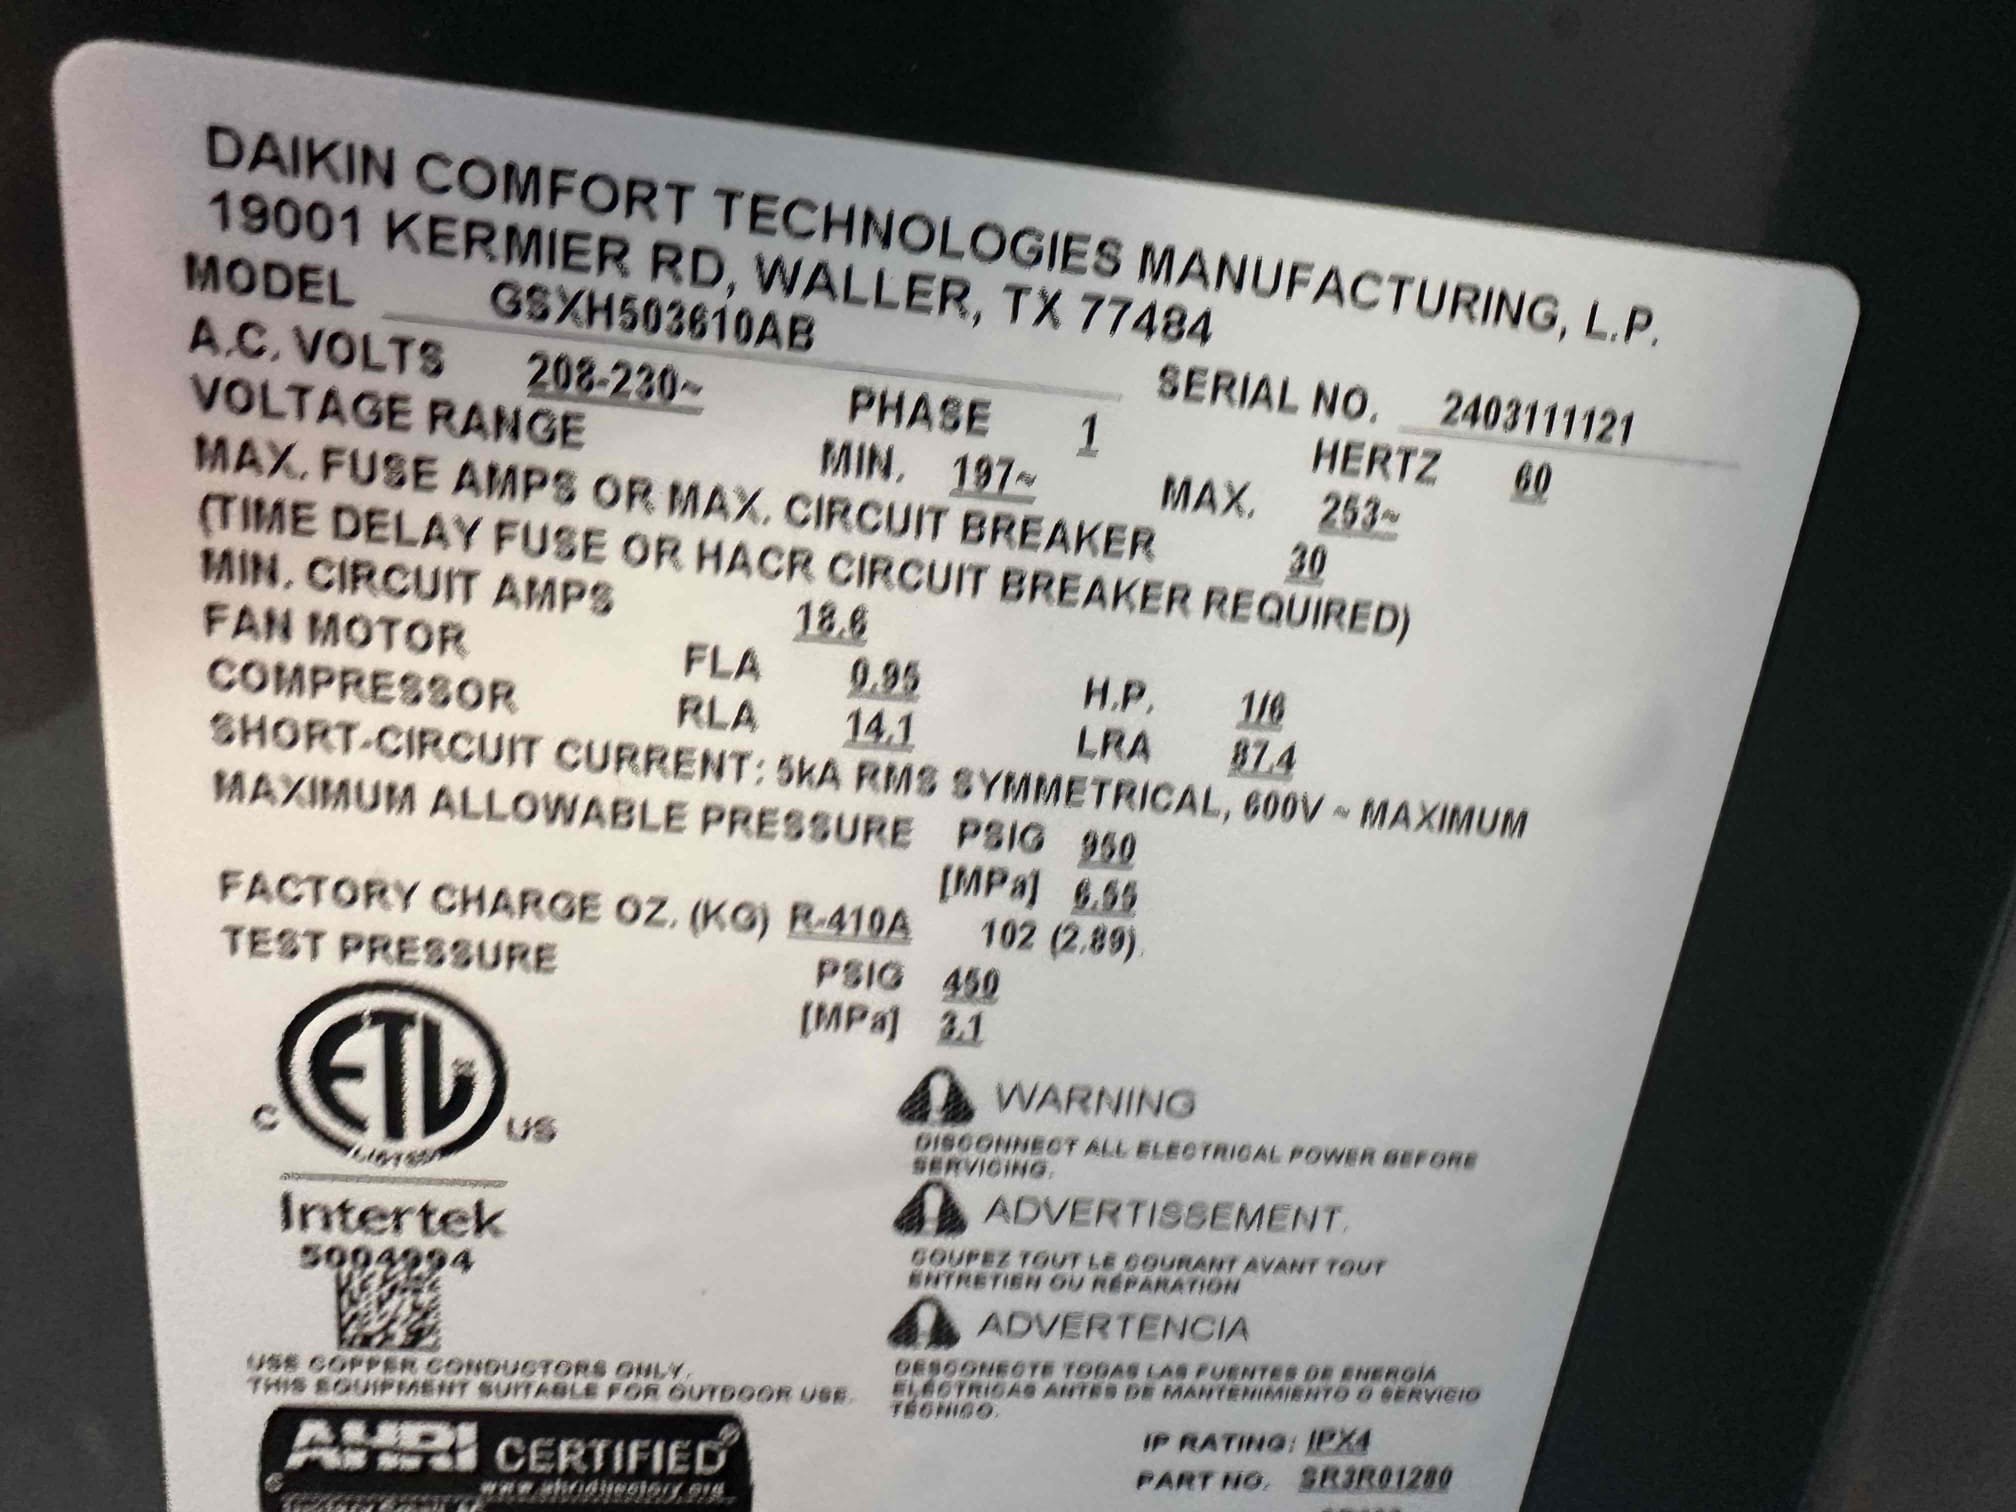 DAIKIN COMFORT TECHNOLOGIES MANUFACTURING, L.P.
19001 KERMIER RD, WALLER, TX 77484
MODEL GSXH503610AB SERIAL NO. 2403111121
A.C. VOLTS 208-230~ PHASE 1 HERTZ 60
VOLTAGE RANGE MIN. 197~ MAX. 253~
MAX. FUSE AMPS OR MAX. CIRCUIT BREAKER 30
(TIME DELAY FUSE OR HACR CIRCUIT BREAKER REQUIRED)
MIN. CIRCUIT AMPS 18.6
FAN MOTOR FLA 0.95 H.P. 1/6
COMPRESSOR RLA 14.1 LRA 87.4
SHORT-CIRCUIT CURRENT: 5kA RMS SYMMETRICAL, 600V ~ MAXIMUM
MAXIMUM ALLOWABLE PRESSURE PSIG 950
[MPa] 6.55
FACTORY CHARGE OZ. (KG) R-410A 102 (2.89)
TEST PRESSURE PSIG 450
[MPa] 3.1
ETL
C US
LISTED
Intertek
5004994
WARNING
DISCONNECT ALL ELECTRICAL POWER BEFORE
SERVICING.
ADVERTISSEMENT.
COUPEZ TOUT LE COURANT AVANT TOUT
ENTRETIEN OU RÉPARATION
ADVERTENCIA
DESCONECTE TODAS LAS FUENTES DE ENERGÍA
ELÉCTRICAS ANTES DE MANTENIMIENTO O SERVICIO
TÉCNICO.
USE COPPER CONDUCTORS ONLY.
THIS EQUIPMENT SUITABLE FOR OUTDOOR USE.
AHRI CERTIFIED
www.ahridirectory.org
IP RATING: IPX4
PART NO. SR3R01280